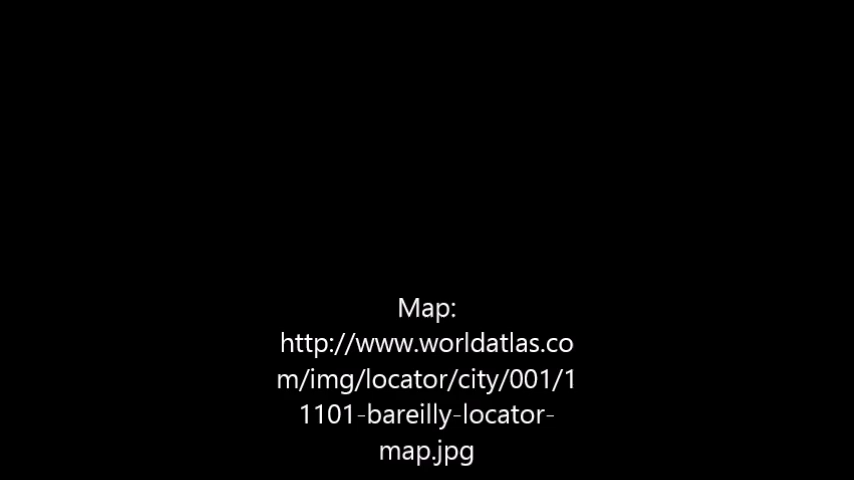 Map:
http://www.worldatlas.co
m/img/locator/city/001/1
1101-bareilly-locator-
map.jpg